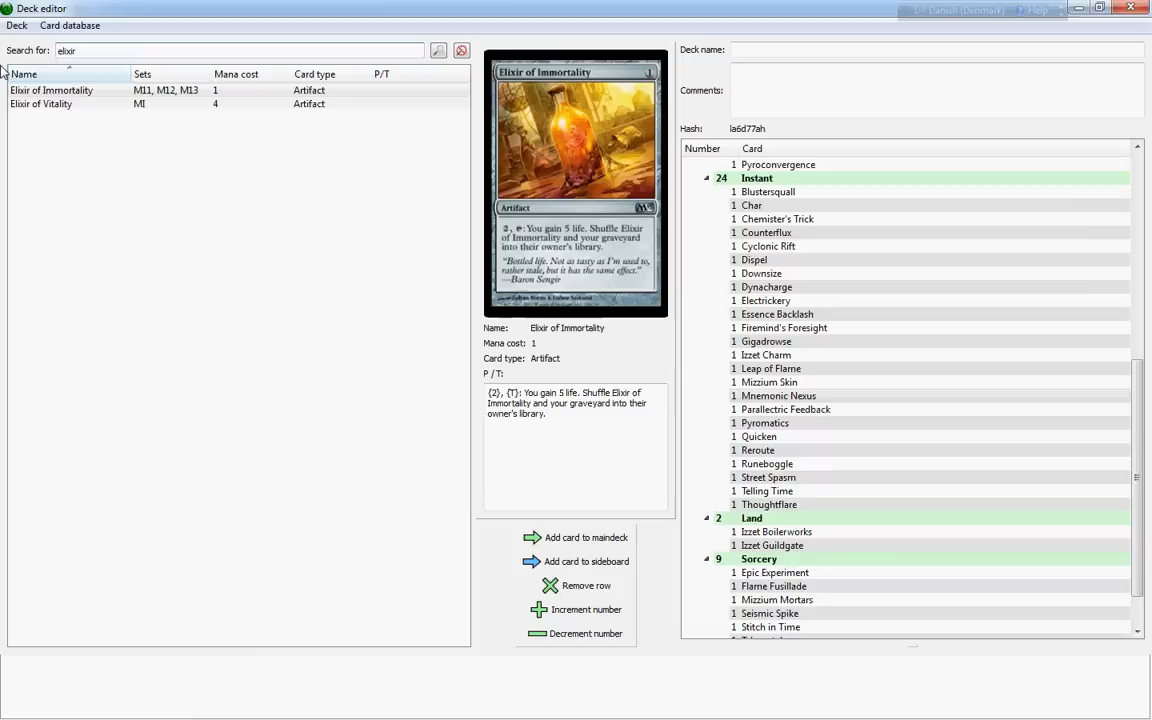 Deck editor
Danish (Denmark) Help
Deck Card database
Search for: elixir
Name Sets Mana cost Card type P/T
Elixir of Immortality M11, M12, M13 1 Artifact
Elixir of Vitality MI 4 Artifact
Elixir of Immortality 1
Artifact
2, : You gain 5 life. Shuffle Elixir
of Immortality and your graveyard
into their owner's library.
"Bottled life. Not as tasty as I'm used to,
rather stale, but it has the same effect."
—Baron Sengir
Name: Elixir of Immortality
Mana cost: 1
Card type: Artifact
P / T:
{2}, {T}: You gain 5 life. Shuffle Elixir of
Immortality and your graveyard into their
owner's library.
Add card to maindeck
Add card to sideboard
Remove row
Increment number
Decrement number
Deck name:
Comments:
Hash: la6d77ah
Number Card
1 Pyroconvergence
24 Instant
1 Blustersquall
1 Char
1 Chemister's Trick
1 Counterflux
1 Cyclonic Rift
1 Dispel
1 Downsize
1 Dynacharge
1 Electrickery
1 Essence Backlash
1 Firemind's Foresight
1 Gigadrowse
1 Izzet Charm
1 Leap of Flame
1 Mizzium Skin
1 Mnemonic Nexus
1 Parallectric Feedback
1 Pyromatics
1 Quicken
1 Reroute
1 Runeboggle
1 Street Spasm
1 Telling Time
1 Thoughtflare
2 Land
1 Izzet Boilerworks
1 Izzet Guildgate
9 Sorcery
1 Epic Experiment
1 Flame Fusillade
1 Mizzium Mortars
1 Seismic Spike
1 Stitch in Time